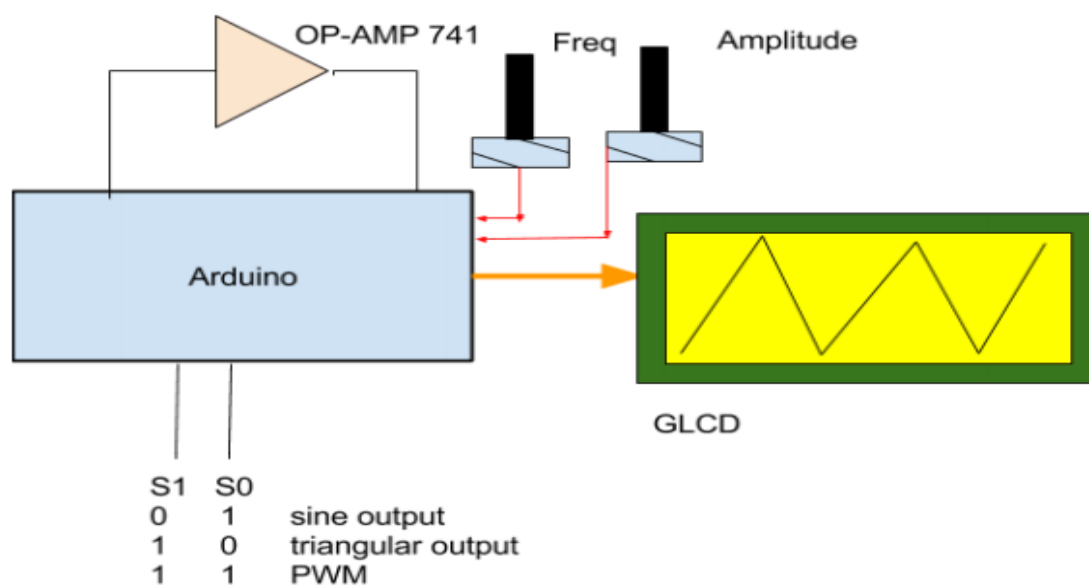 OP-AMP 741
Freq
Amplitude
Arduino
GLCD
S1 S0
0 1 sine output
1 0 triangular output
1 1 PWM